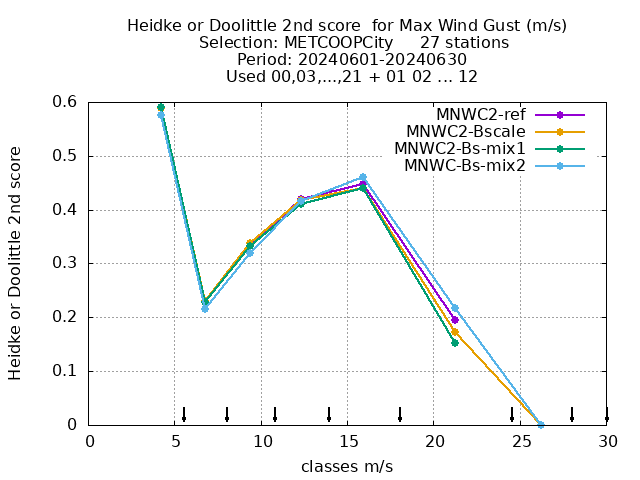 Heidke or Doolittle 2nd score  for Max Wind Gust (m/s)
Selection: METCOOPCity     27 stations
Period: 20240601-20240630
Used 00,03,...,21 + 01 02 ... 12
MNWC2-ref
MNWC2-Bscale
MNWC2-Bs-mix1
MNWC-Bs-mix2
Heidke or Doolittle 2nd score
0.6
0.5
0.4
0.3
0.2
0.1
0
0 5 10 15 20 25 30
classes m/s